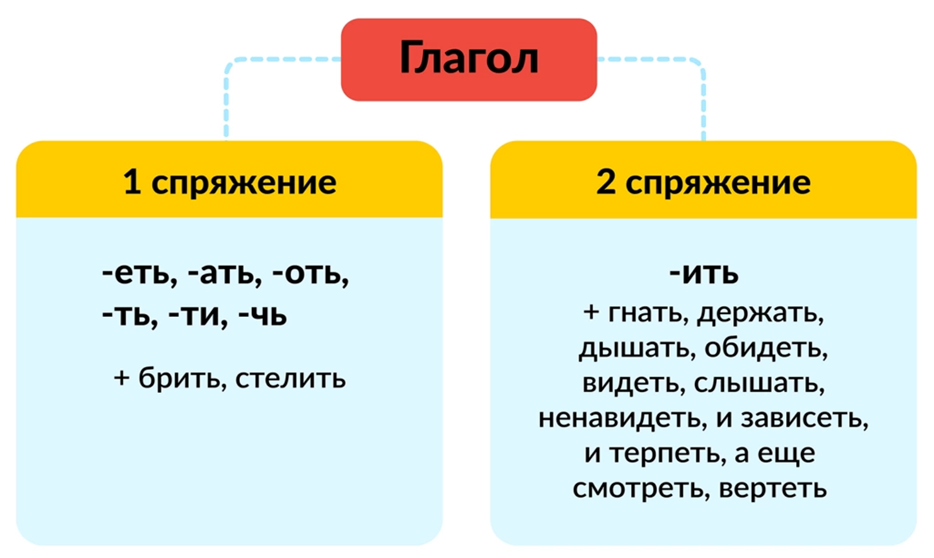 Глагол
1 спряжение
-еть, -ать, -оть,
-ть, -ти, -чь
+ брить, стелить
2 спряжение
-ить
+ гнать, держать,
дышать, обидеть,
видеть, слышать,
ненавидеть, и зависеть,
и терпеть, а еще
смотреть, вертеть